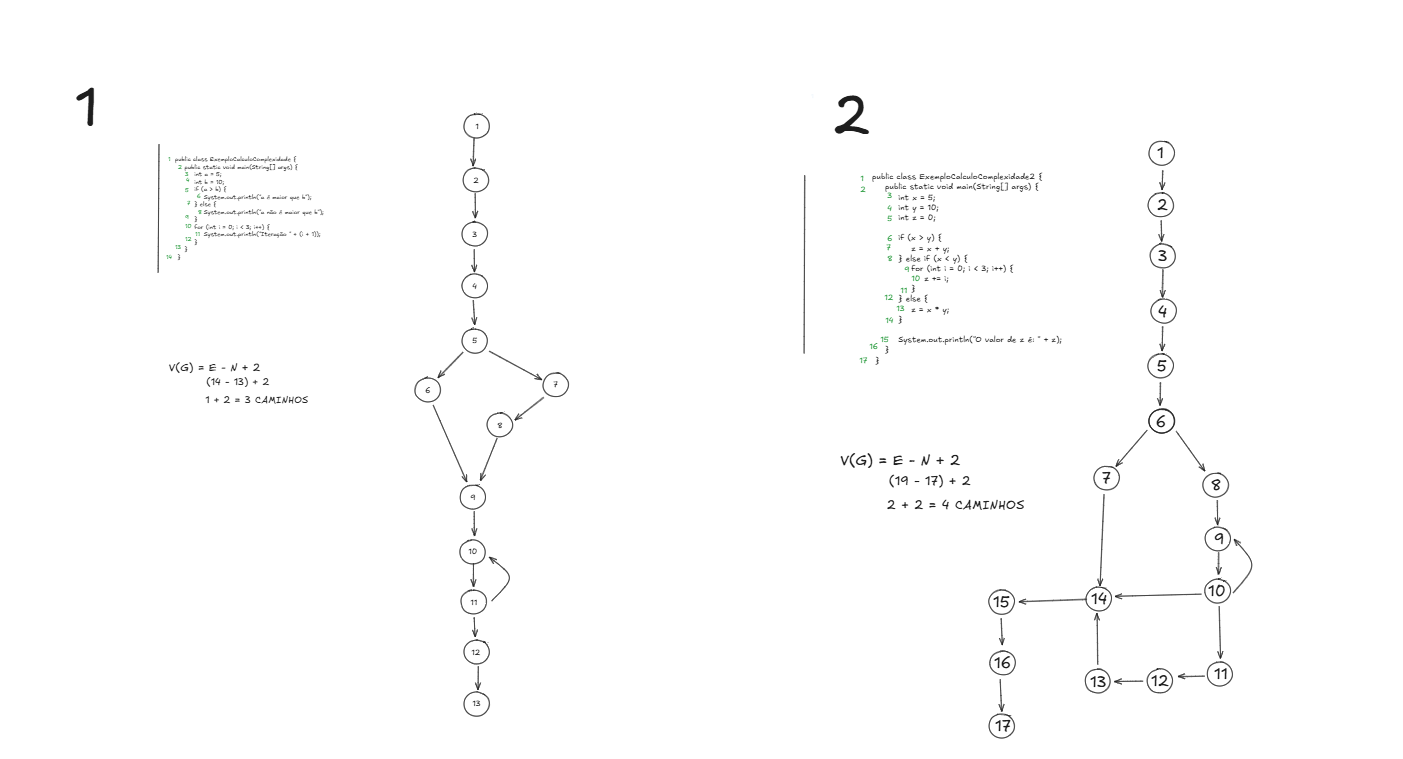 1
1 public class ExemploCalculoComplexidade {
2 public static void main(String[] args) {
3 int a = 5;
4 int b = 10;
5 if (a > b) {
6 System.out.println("a é maior que b");
7 } else {
8 System.out.println("a não é maior que b");
9 }
10 for (int i = 0; i < 3; i++) {
11 System.out.println("Iteração " + (i + 1));
12 }
13 }
14 }
V(G) = E - N + 2
(14 - 13) + 2
1 + 2 = 3 CAMINHOS
1
2
3
4
5
6
7
8
9
10
11
12
13
2
1 public class ExemploCalculoComplexidade2 {
2 public static void main(String[] args) {
3 int x = 5;
4 int y = 10;
5 int z = 0;
6 if (x > y) {
7 z = x + y;
8 } else if (x < y) {
9 for (int i = 0; i < 3; i++) {
10 z += i;
11 }
12 } else {
13 z = x * y;
14 }
15 System.out.println("O valor de z é: " + z);
16 }
17 }
V(G) = E - N + 2
(19 - 17) + 2
2 + 2 = 4 CAMINHOS
1
2
3
4
5
6
7
8
9
10
15
14
16
13
12
11
17